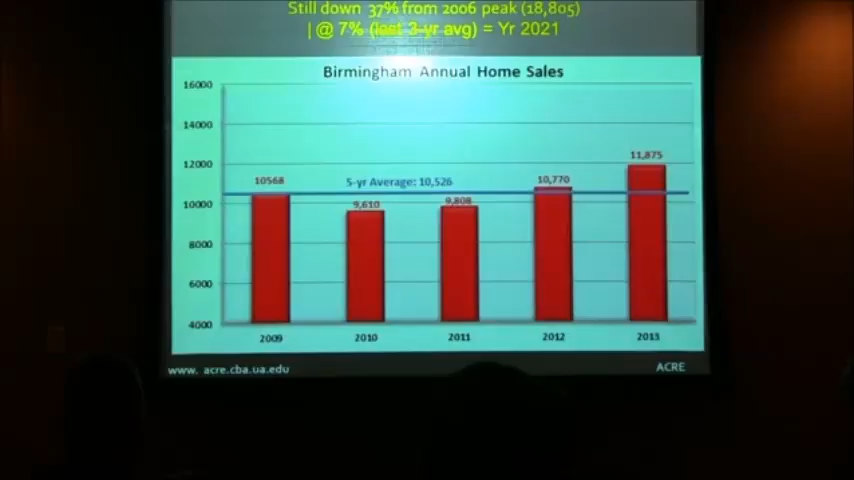 Still down 37% from 2006 peak (18,805)
| @ 7% (last 3-yr avg) = Yr 2021
Birmingham Annual Home Sales
16000
14000
12000
10000
8000
6000
4000
10568
5-yr Average: 10,526
9,610
9,808
10,770
11,875
2009
2010
2011
2012
2013
www. acre.cba.ua.edu
ACRE